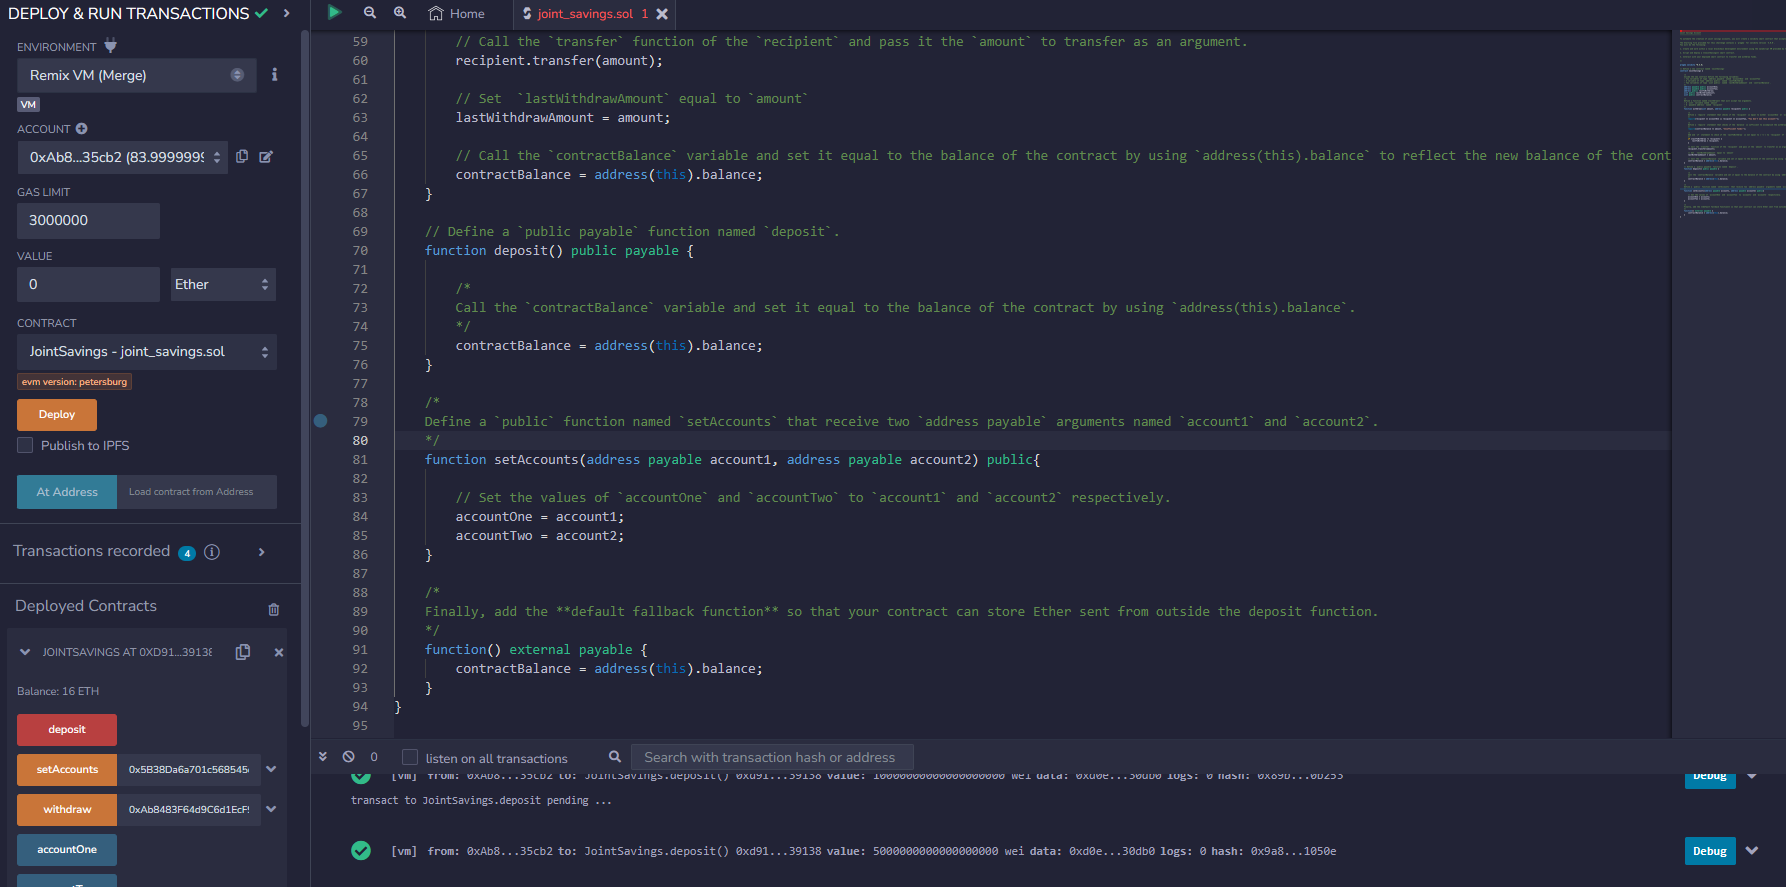 DEPLOY & RUN TRANSACTIONS
ENVIRONMENT
Remix VM (Merge)
VM
ACCOUNT
0xAb8...35cb2 (83.9999999
GAS LIMIT
3000000
VALUE
0
Ether
CONTRACT
JointSavings - joint_savings.sol
evm version: petersburg
Deploy
Publish to IPFS
At Address
Load contract from Address
Transactions recorded 4
Deployed Contracts
JOINTSAVINGS AT 0XD91...39138
Balance: 16 ETH
deposit
setAccounts 0x5B38Da6a701c568545
withdraw 0xAb8483F64d9C6d1EcF
accountOne
Home
joint_savings.sol 1
59 // Call the `transfer` function of the `recipient` and pass it the `amount` to transfer as an argument.
60 recipient.transfer(amount);
61
62 // Set  `lastWithdrawAmount` equal to `amount`
63 lastWithdrawAmount = amount;
64
65 // Call the `contractBalance` variable and set it equal to the balance of the contract by using `address(this).balance` to reflect the new balance of the cont
66 contractBalance = address(this).balance;
67 }
68
69 // Define a `public payable` function named `deposit`.
70 function deposit() public payable {
71
72 /*
73 Call the `contractBalance` variable and set it equal to the balance of the contract by using `address(this).balance`.
74 */
75 contractBalance = address(this).balance;
76 }
77
78 /*
79 Define a `public` function named `setAccounts` that receive two `address payable` arguments named `account1` and `account2`.
80 */
81 function setAccounts(address payable account1, address payable account2) public{
82
83 // Set the values of `accountOne` and `accountTwo` to `account1` and `account2` respectively.
84 accountOne = account1;
85 accountTwo = account2;
86 }
87
88 /*
89 Finally, add the **default fallback function** so that your contract can store Ether sent from outside the deposit function.
90 */
91 function() external payable {
92 contractBalance = address(this).balance;
93 }
94 }
95
0
listen on all transactions
Search with transaction hash or address
[vm] from: 0xAb8...35cb2 to: JointSavings.deposit() 0xd91...39138 value: 10000000000000000000 wei data: 0xd0e...30db0 logs: 0 hash: 0x89b...0b253
Debug
transact to JointSavings.deposit pending ...
[vm] from: 0xAb8...35cb2 to: JointSavings.deposit() 0xd91...39138 value: 5000000000000000000 wei data: 0xd0e...30db0 logs: 0 hash: 0x9a8...1050e
Debug